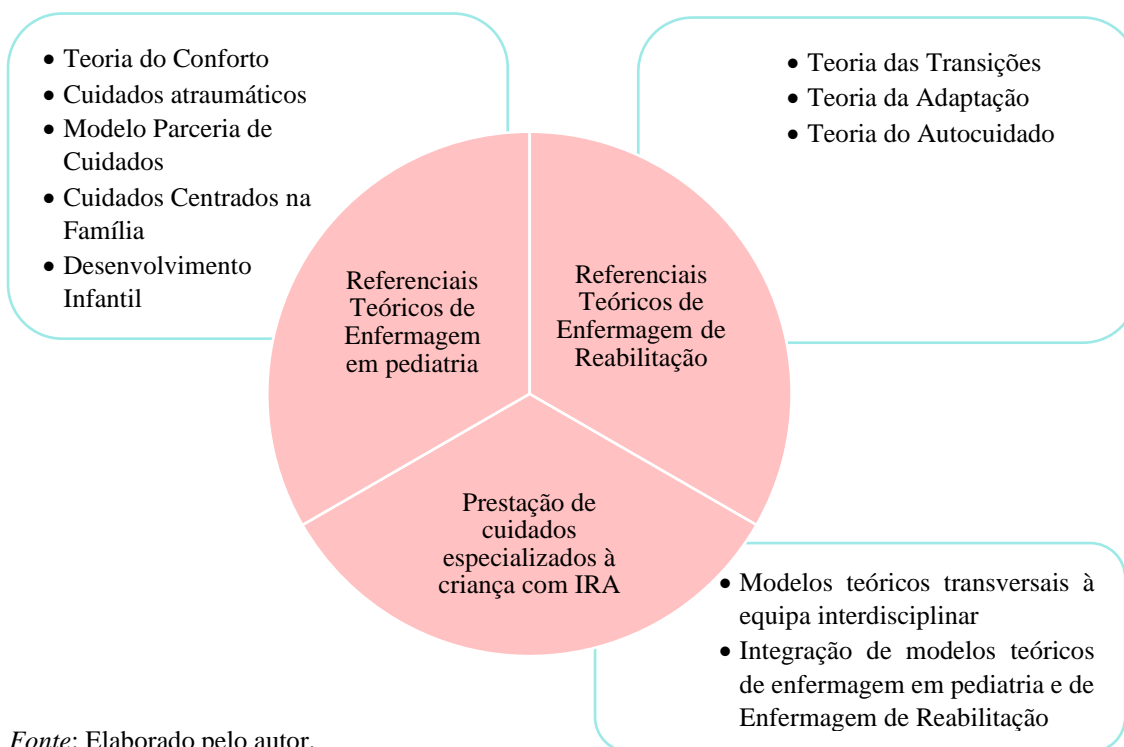 • Teoria do Conforto
• Cuidados atraumáticos
• Modelo Parceria de
Cuidados
• Cuidados Centrados na
Família
• Desenvolvimento
Infantil
• Teoria das Transições
• Teoria da Adaptação
• Teoria do Autocuidado
Referenciais
Teóricos de
Enfermagem
em pediatria
Referenciais
Teóricos de
Enfermagem de
Reabilitação
Prestação de
cuidados
especializados à
criança com IRA
• Modelos teóricos transversais à
equipa interdisciplinar
• Integração de modelos teóricos
de enfermagem em pediatria e de
Enfermagem de Reabilitação
Fonte: Elaborado pelo autor.